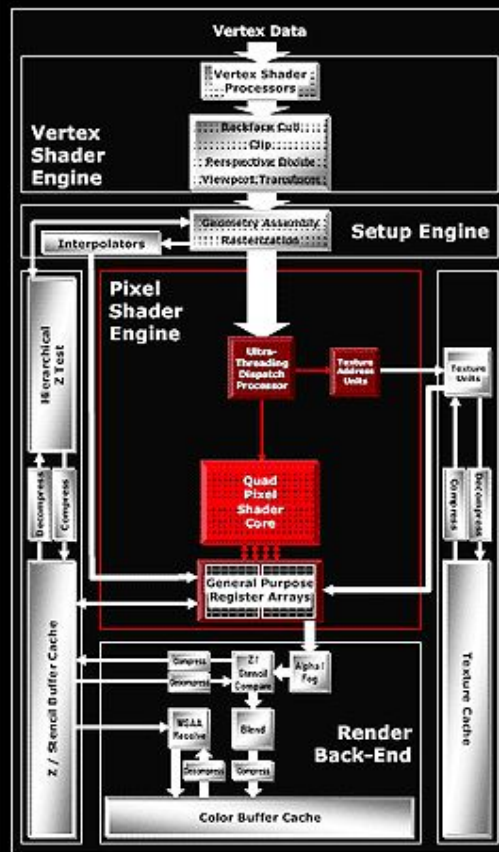 Vertex Data
Vertex Shader
Processors
Vertex
Shader
Engine
Backface Cull
Clip
Perspective Divide
Viewport Transform
Geometry Assembly
Rasterization
Setup Engine
Interpolators
Pixel
Shader
Engine
Hierarchical
Z Test
Ultra-
Threading
Dispatch
Processor
Texture
Address
Units
Texture
Units
Decompress
Compress
Compress
Decompress
Quad
Pixel
Shader
Core
General Purpose
Register Arrays
Z / Stencil Buffer Cache
Texture Cache
Compress
Decompress
Z /
Stencil
Compare
Alpha /
Fog
MSAA
Resolve
Blend
Render
Back-End
Decompress
Compress
Color Buffer Cache